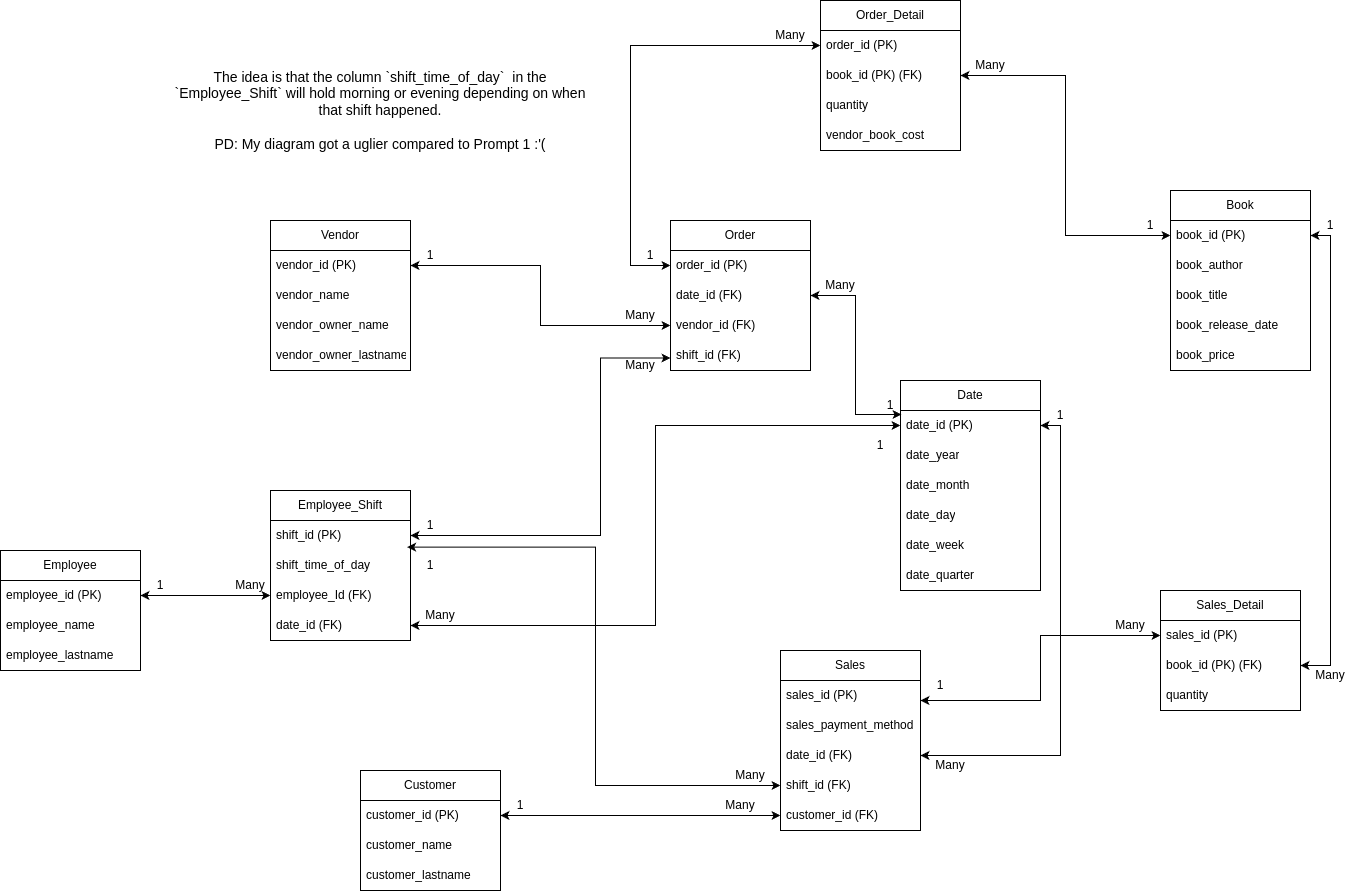 Order_Detail
order_id (PK)
book_id (PK) (FK)
quantity
vendor_book_cost
Many
Many
The idea is that the column `shift_time_of_day`  in the
`Employee_Shift` will hold morning or evening depending on when
that shift happened.
PD: My diagram got a uglier compared to Prompt 1 :'(
Vendor
vendor_id (PK)
vendor_name
vendor_owner_name
vendor_owner_lastname
1
Many
Many
1
Order
order_id (PK)
date_id (FK)
vendor_id (FK)
shift_id (FK)
Many
1
1
Book
book_id (PK)
book_author
book_title
book_release_date
book_price
1
1
Date
date_id (PK)
date_year
date_month
date_day
date_week
date_quarter
1
1
Employee_Shift
shift_id (PK)
shift_time_of_day
employee_Id (FK)
date_id (FK)
1
1
Many
Employee
employee_id (PK)
employee_name
employee_lastname
1
Many
Sales_Detail
sales_id (PK)
book_id (PK) (FK)
quantity
Many
Many
Sales
sales_id (PK)
sales_payment_method
date_id (FK)
shift_id (FK)
customer_id (FK)
1
Many
Many
Many
Customer
customer_id (PK)
customer_name
customer_lastname
1